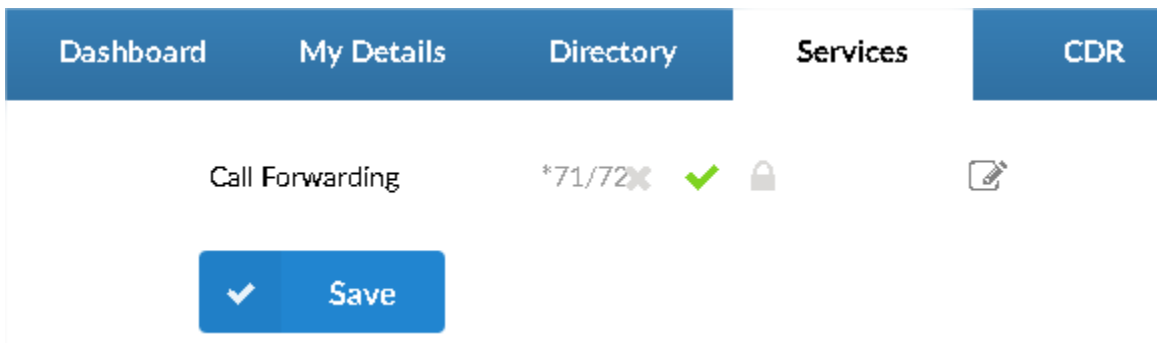 Dashboard My Details Directory Services CDR
Call Forwarding *71/72
Save